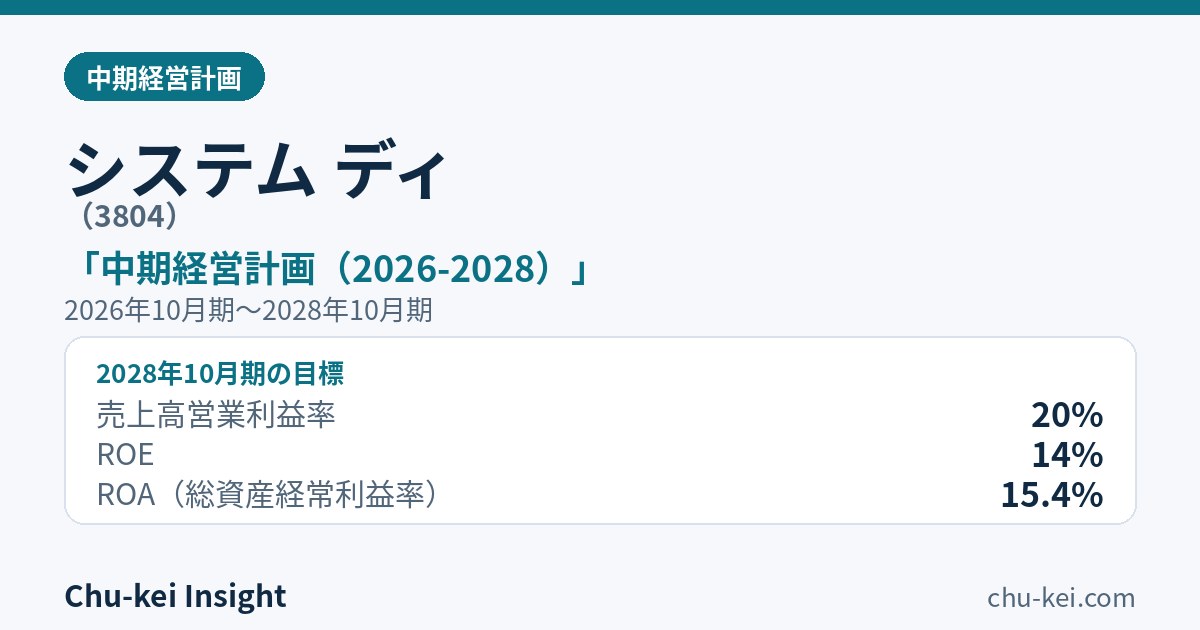 中期経営計画
システム ディ
（3804）
「中期経営計画（2026-2028）」
2026年10月期～2028年10月期
2028年10月期の目標
売上高営業利益率 20%
ROE 14%
ROA（総資産経常利益率） 15.4%
Chu-kei Insight chu-kei.com